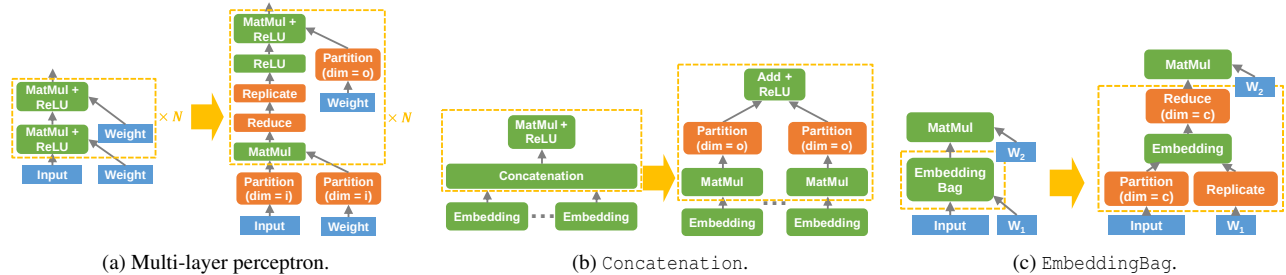 MatMul +
ReLU
MatMul +
ReLU
Weight
Input
Weight
× N
MatMul +
ReLU
ReLU
Partition
(dim = o)
Replicate
Weight
Reduce
MatMul
× N
Partition
(dim = i)
Partition
(dim = i)
Input
Weight
(a) Multi-layer perceptron.
MatMul +
ReLU
Concatenation
Embedding
...
Embedding
Add +
ReLU
Partition
(dim = o)
Partition
(dim = o)
MatMul
MatMul
...
Embedding
Embedding
(b) Concatenation.
MatMul
W2
Embedding
Bag
Input
W1
MatMul
W2
Reduce
(dim = c)
Embedding
Partition
(dim = c)
Replicate
Input
W1
(c) EmbeddingBag.